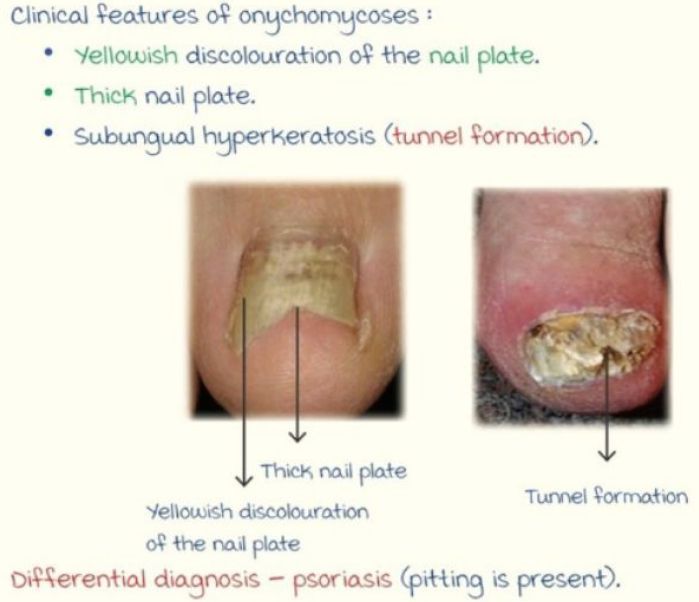 Clinical features of onychomycoses :
• Yellowish discolouration of the nail plate.
• Thick nail plate.
• Subungual hyperkeratosis (tunnel formation).
Thick nail plate
Yellowish discolouration
of the nail plate
Tunnel formation
Differential diagnosis – psoriasis (pitting is present).